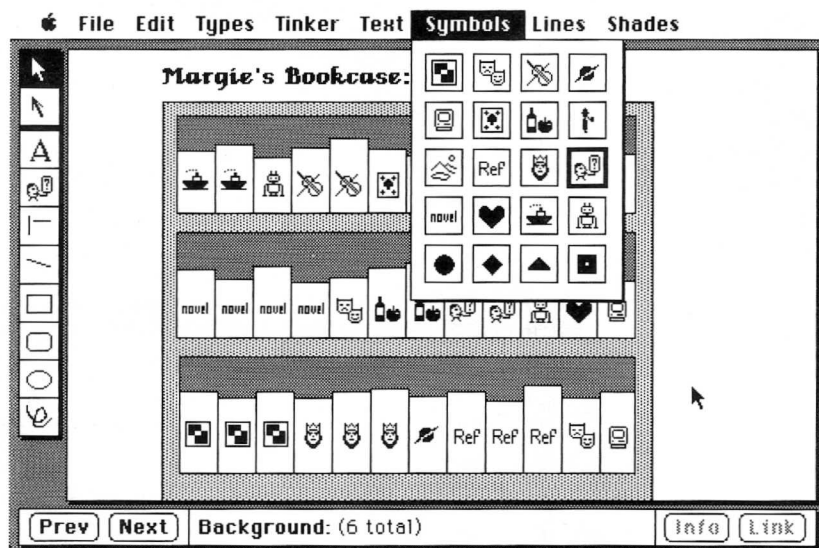 File Edit Types Tinker Text Symbols Lines Shades
Margie's Bookcase:
A
Ref
novel
novel novel novel novel
Ref Ref Ref
Prev Next Background: (6 total) Info Link